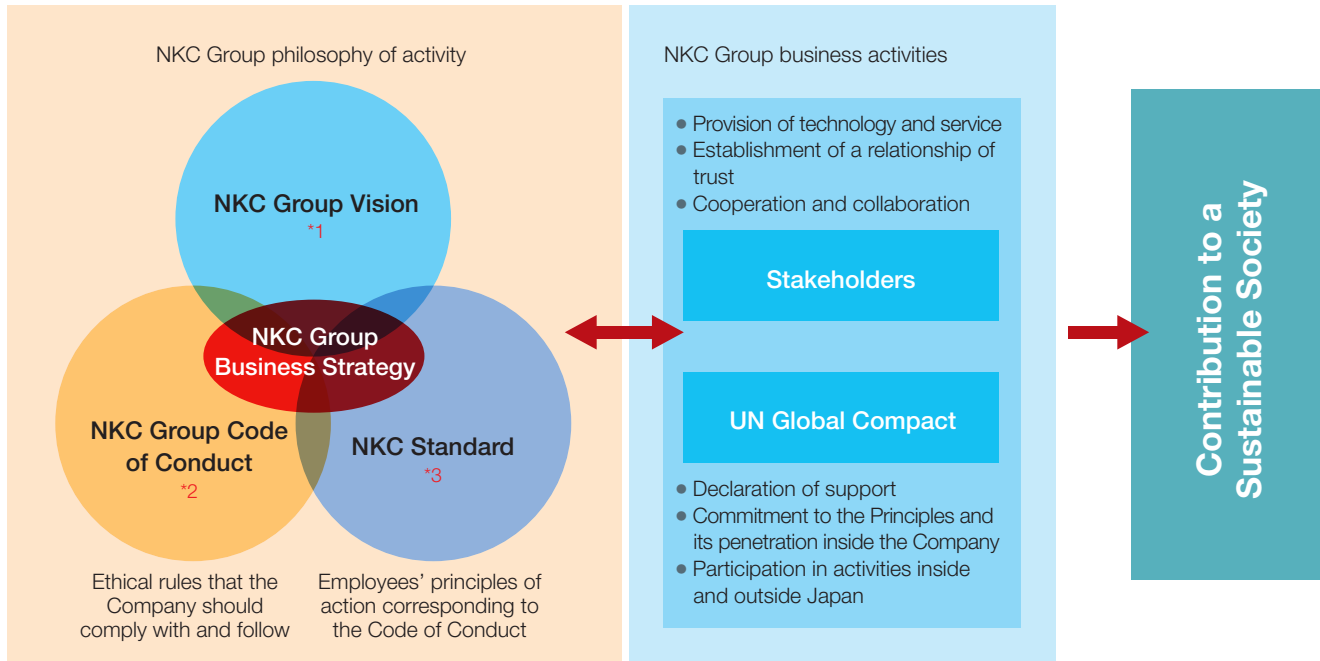 NKC Group philosophy of activity
NKC Group Vision
*1
NKC Group
Business Strategy
NKC Group Code
of Conduct
*2
NKC Standard
*3
Ethical rules that the
Company should
comply with and follow
Employees’ principles of
action corresponding to
the Code of Conduct
NKC Group business activities
● Provision of technology and service
● Establishment of a relationship of
trust
● Cooperation and collaboration
Stakeholders
UN Global Compact
● Declaration of support
● Commitment to the Principles and
its penetration inside the Company
● Participation in activities inside
and outside Japan
Contribution to a
Sustainable Society